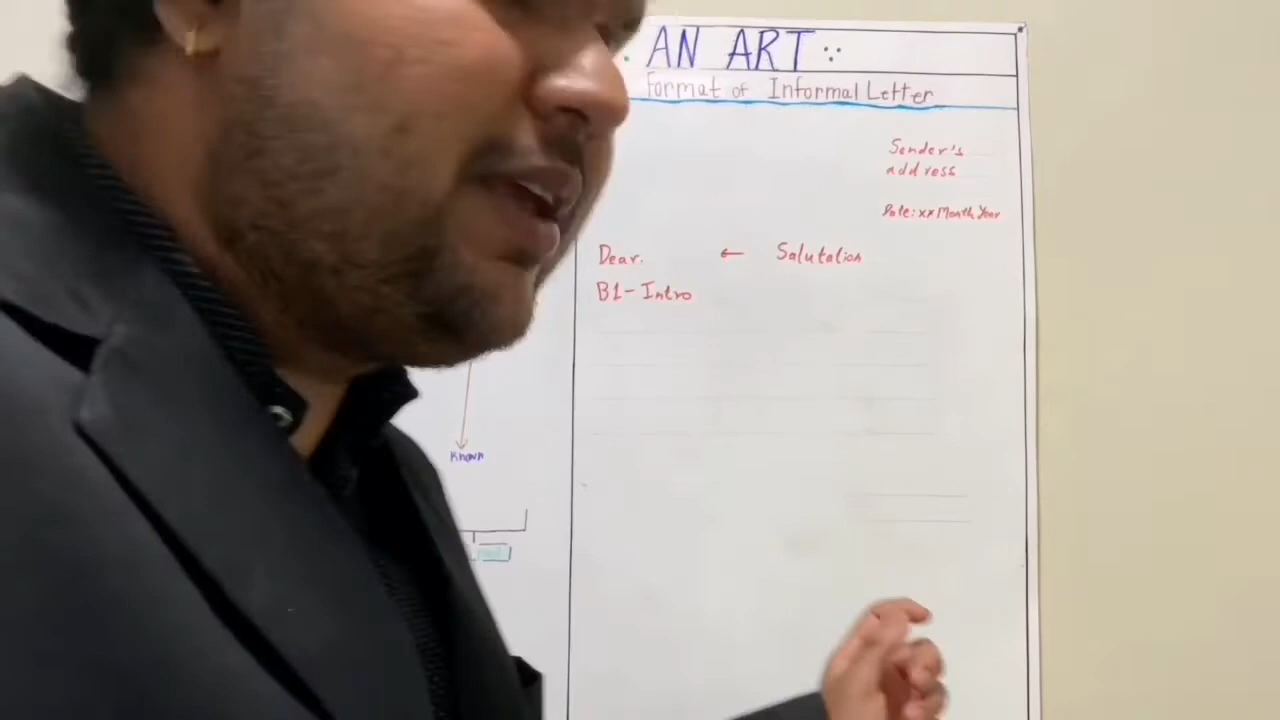 AN ART
Format of Informal Letter
Sender's
address
Date: xx Month Year
Dear. ← Salutation
B1 - Intro
Known